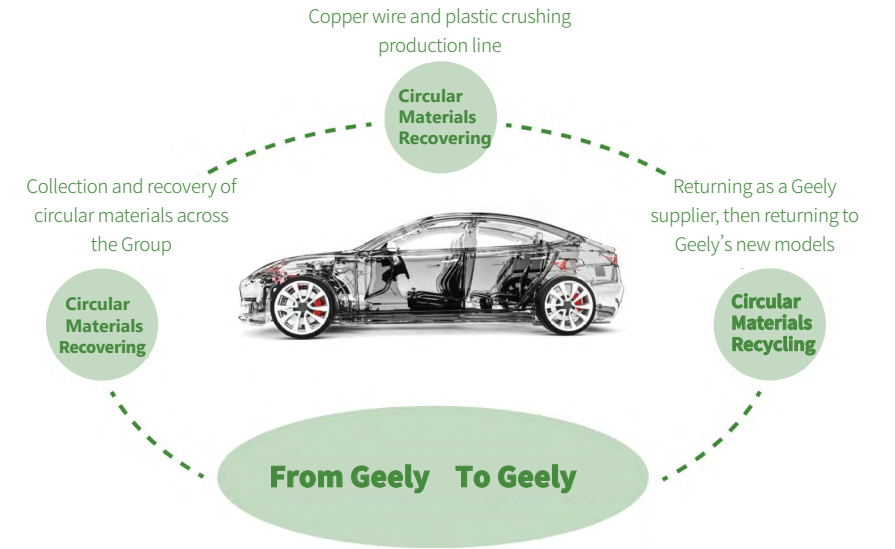 Copper wire and plastic crushing
production line
Circular
Materials
Recovering
Collection and recovery of
circular materials across
the Group
Circular
Materials
Recovering
Returning as a Geely
supplier, then returning to
Geely's new models
Circular
Materials
Recycling
From Geely To Geely